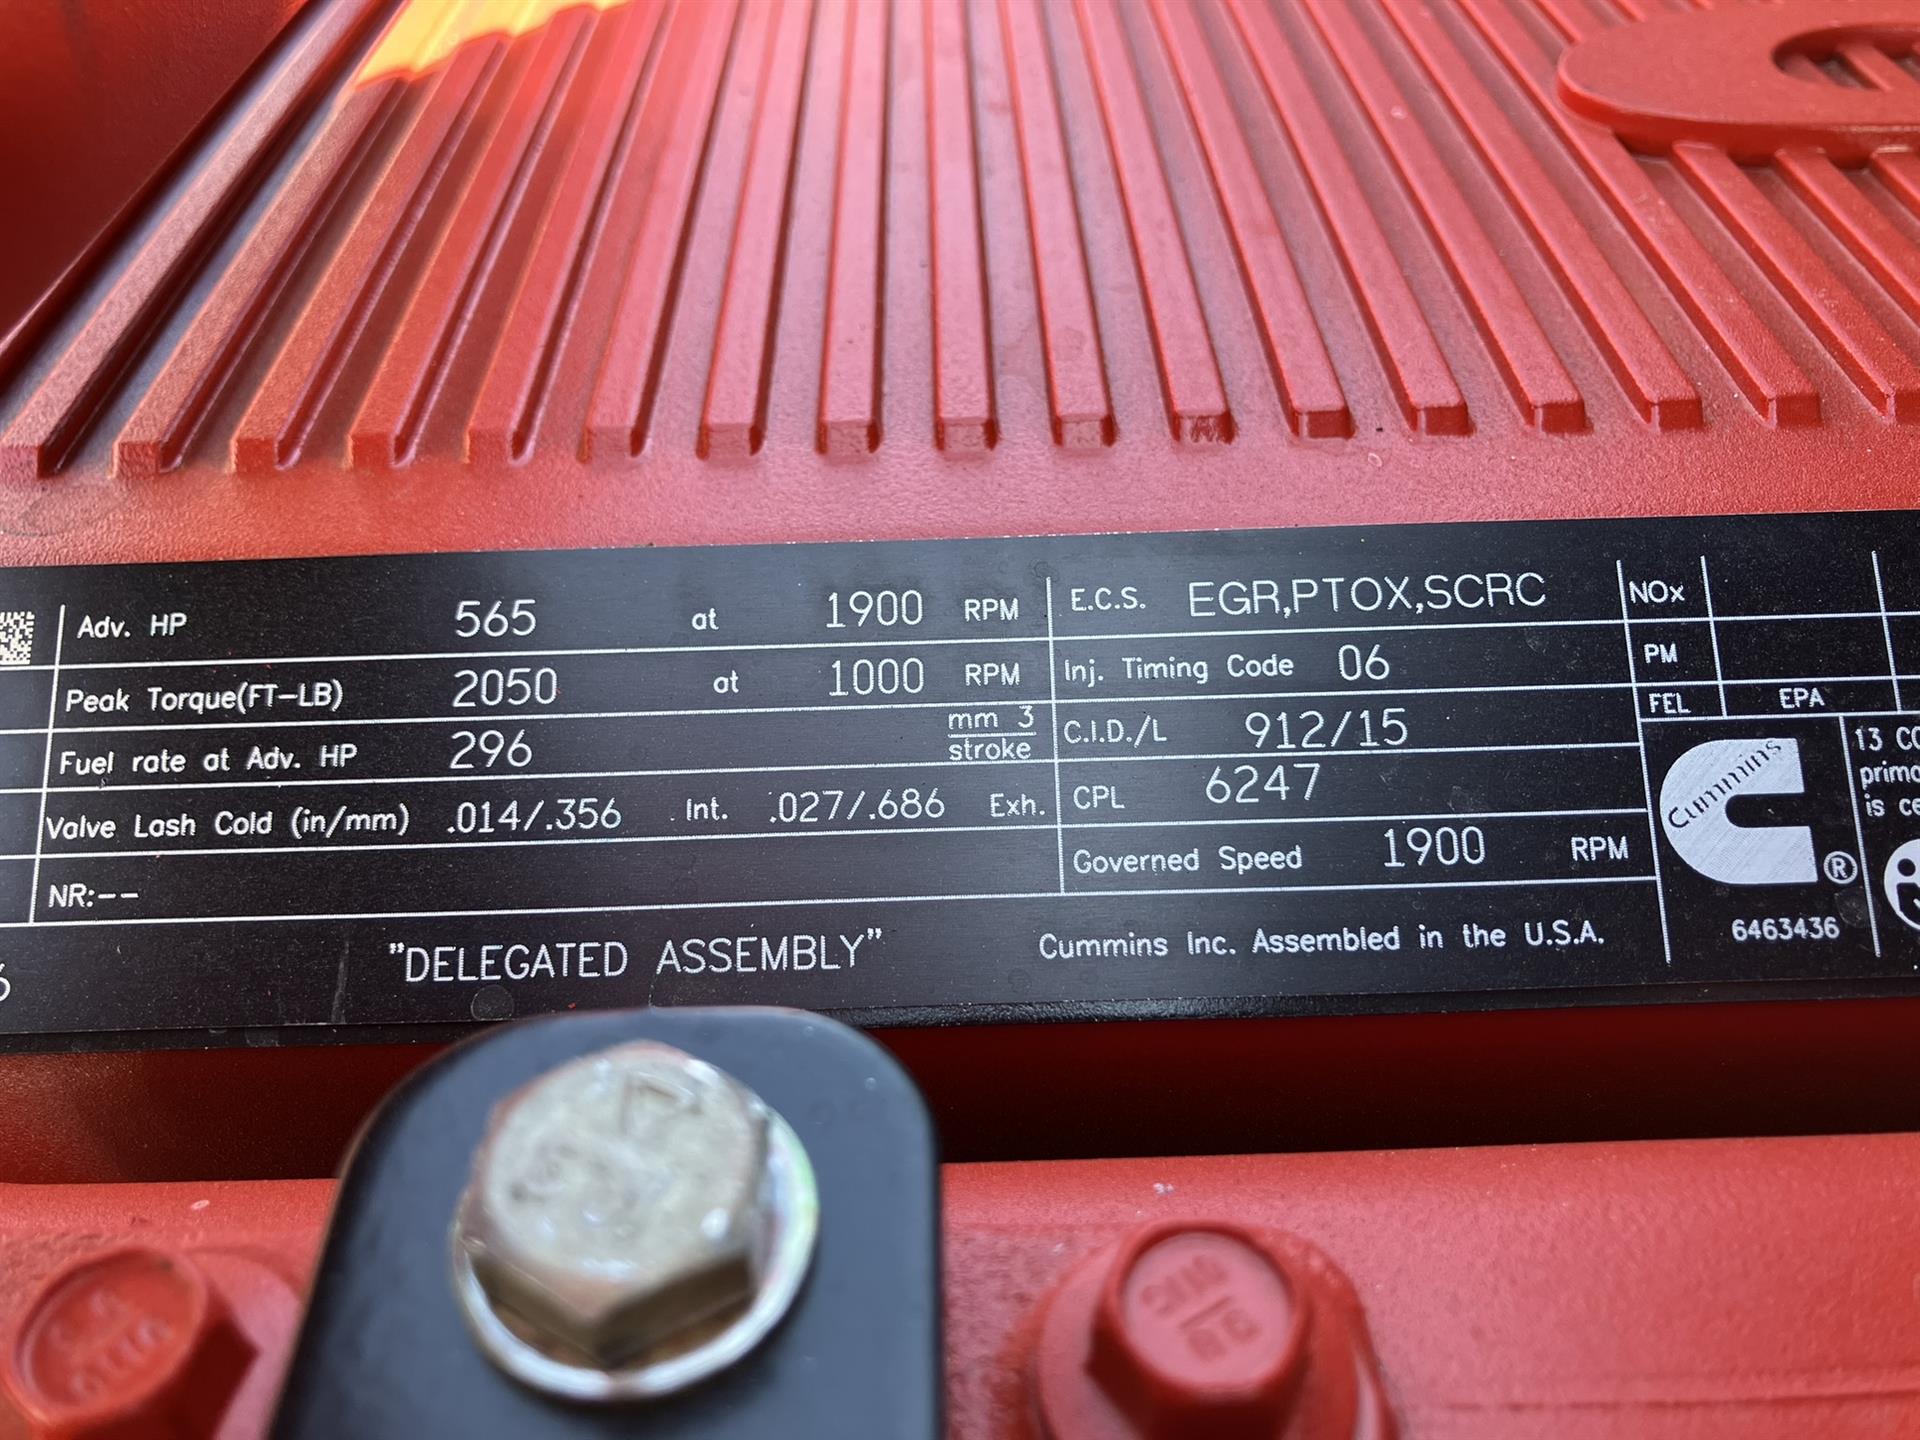 Adv. HP 565 at 1900 RPM
Peak Torque(FT-LB) 2050 at 1000 RPM
Fuel rate at Adv. HP 296 mm 3
stroke
Valve Lash Cold (in/mm) .014/.356 Int. .027/.686 Exh.
NR:--
E.C.S. EGR,PTOX,SCRC
Inj. Timing Code 06
C.I.D./L 912/15
CPL 6247
Governed Speed 1900 RPM
NOx
PM
FEL EPA
Cummins ®
6463436
13
is
"DELEGATED ASSEMBLY"
Cummins Inc. Assembled in the U.S.A.